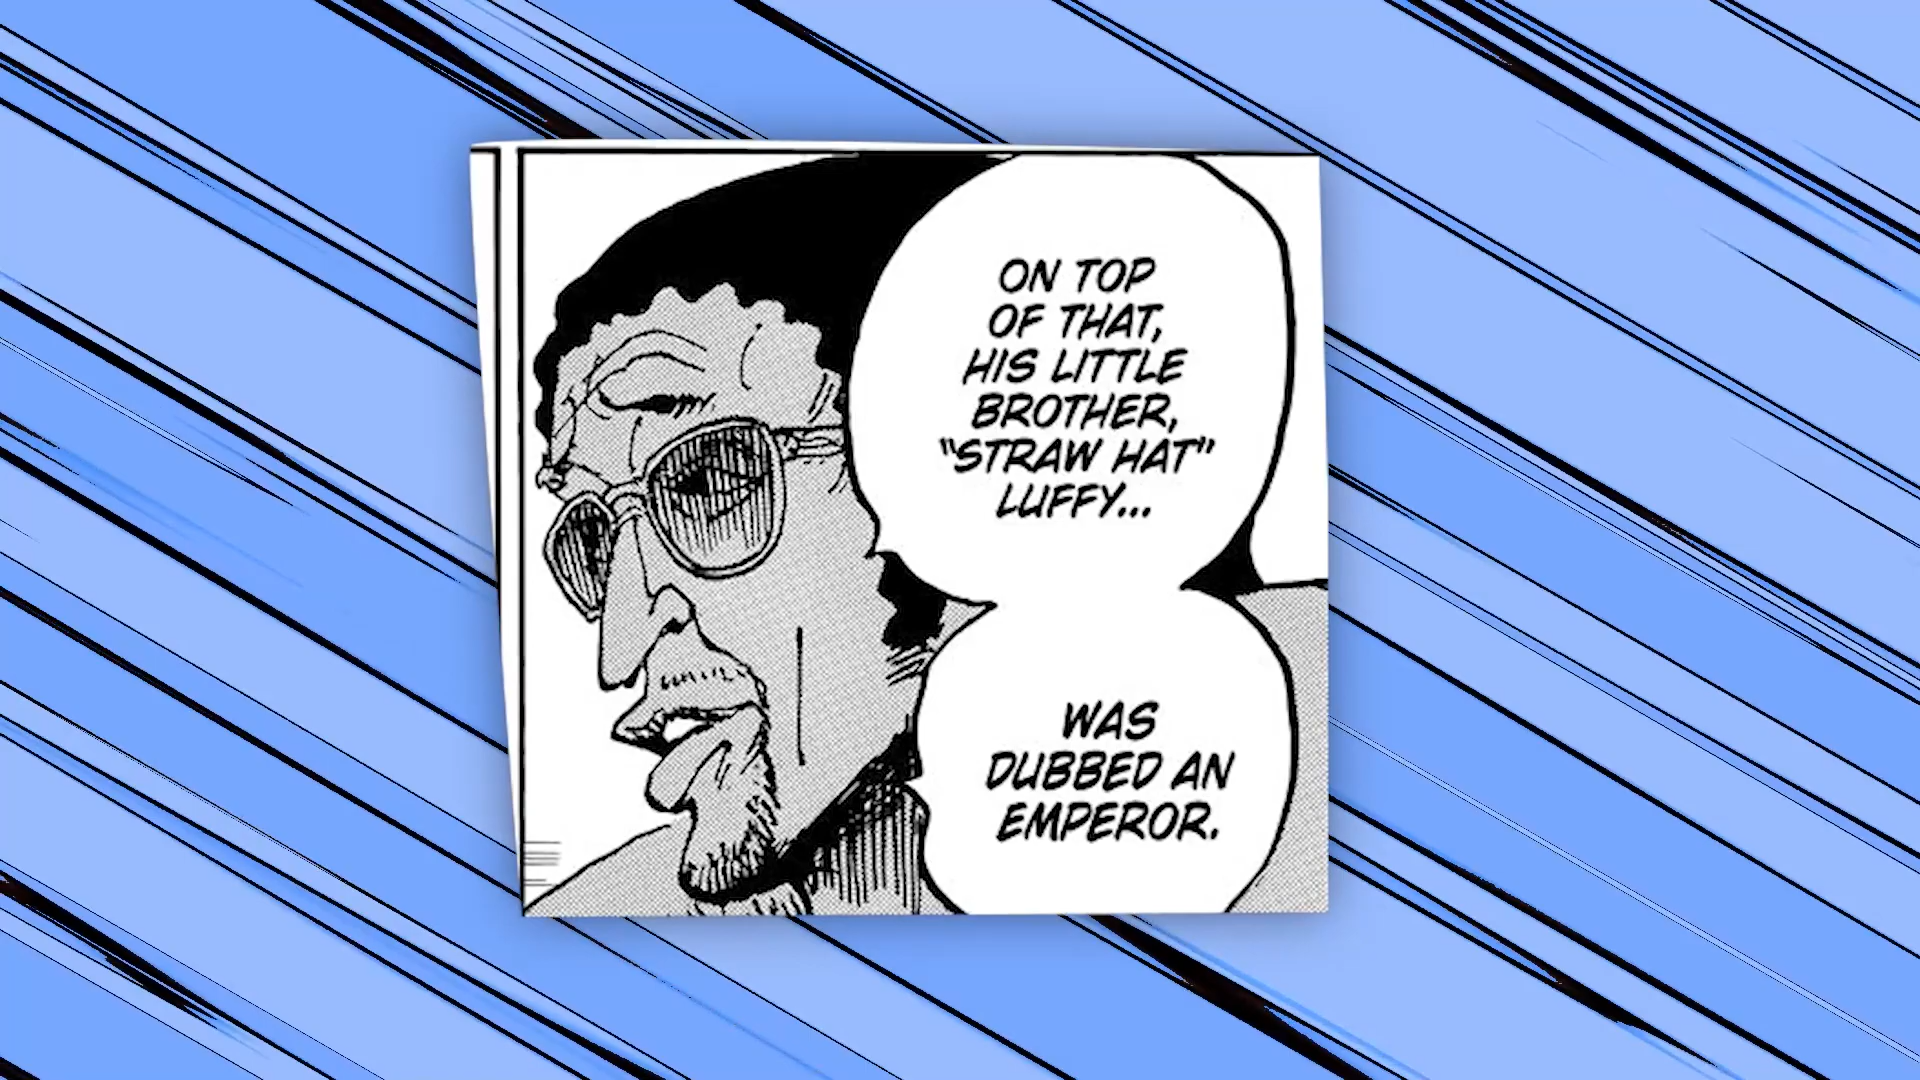 ON TOP
OF THAT,
HIS LITTLE
BROTHER,
"STRAW HAT"
LUFFY...
WAS
DUBBED AN
EMPEROR.